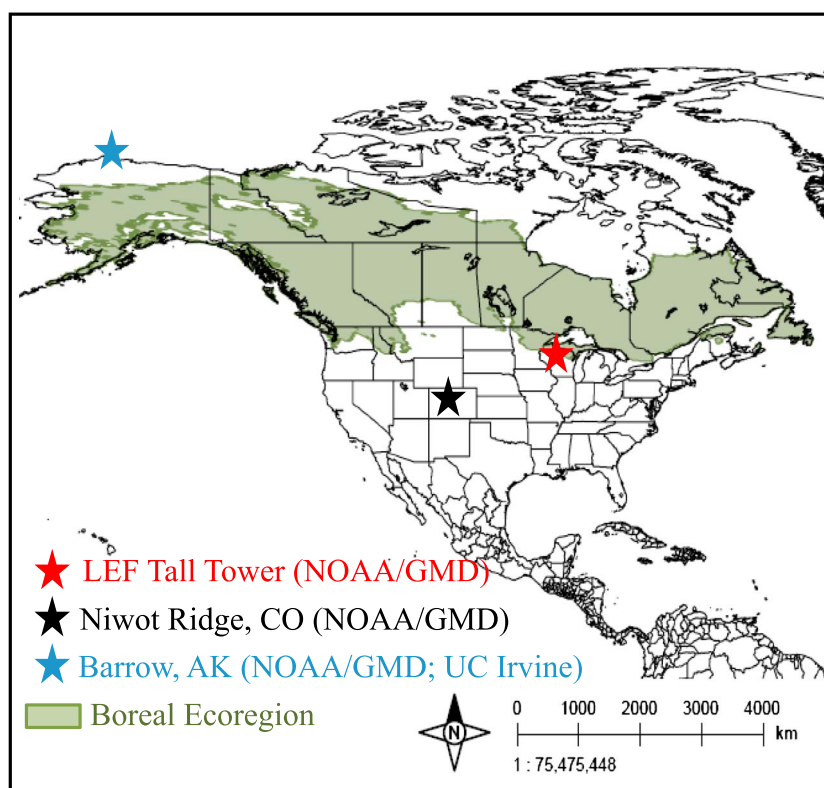 LEF Tall Tower (NOAA/GMD)
Niwot Ridge, CO (NOAA/GMD)
Barrow, AK (NOAA/GMD; UC Irvine)
Boreal Ecoregion
N
0 1000 2000 3000 4000
km
1 : 75,475,448